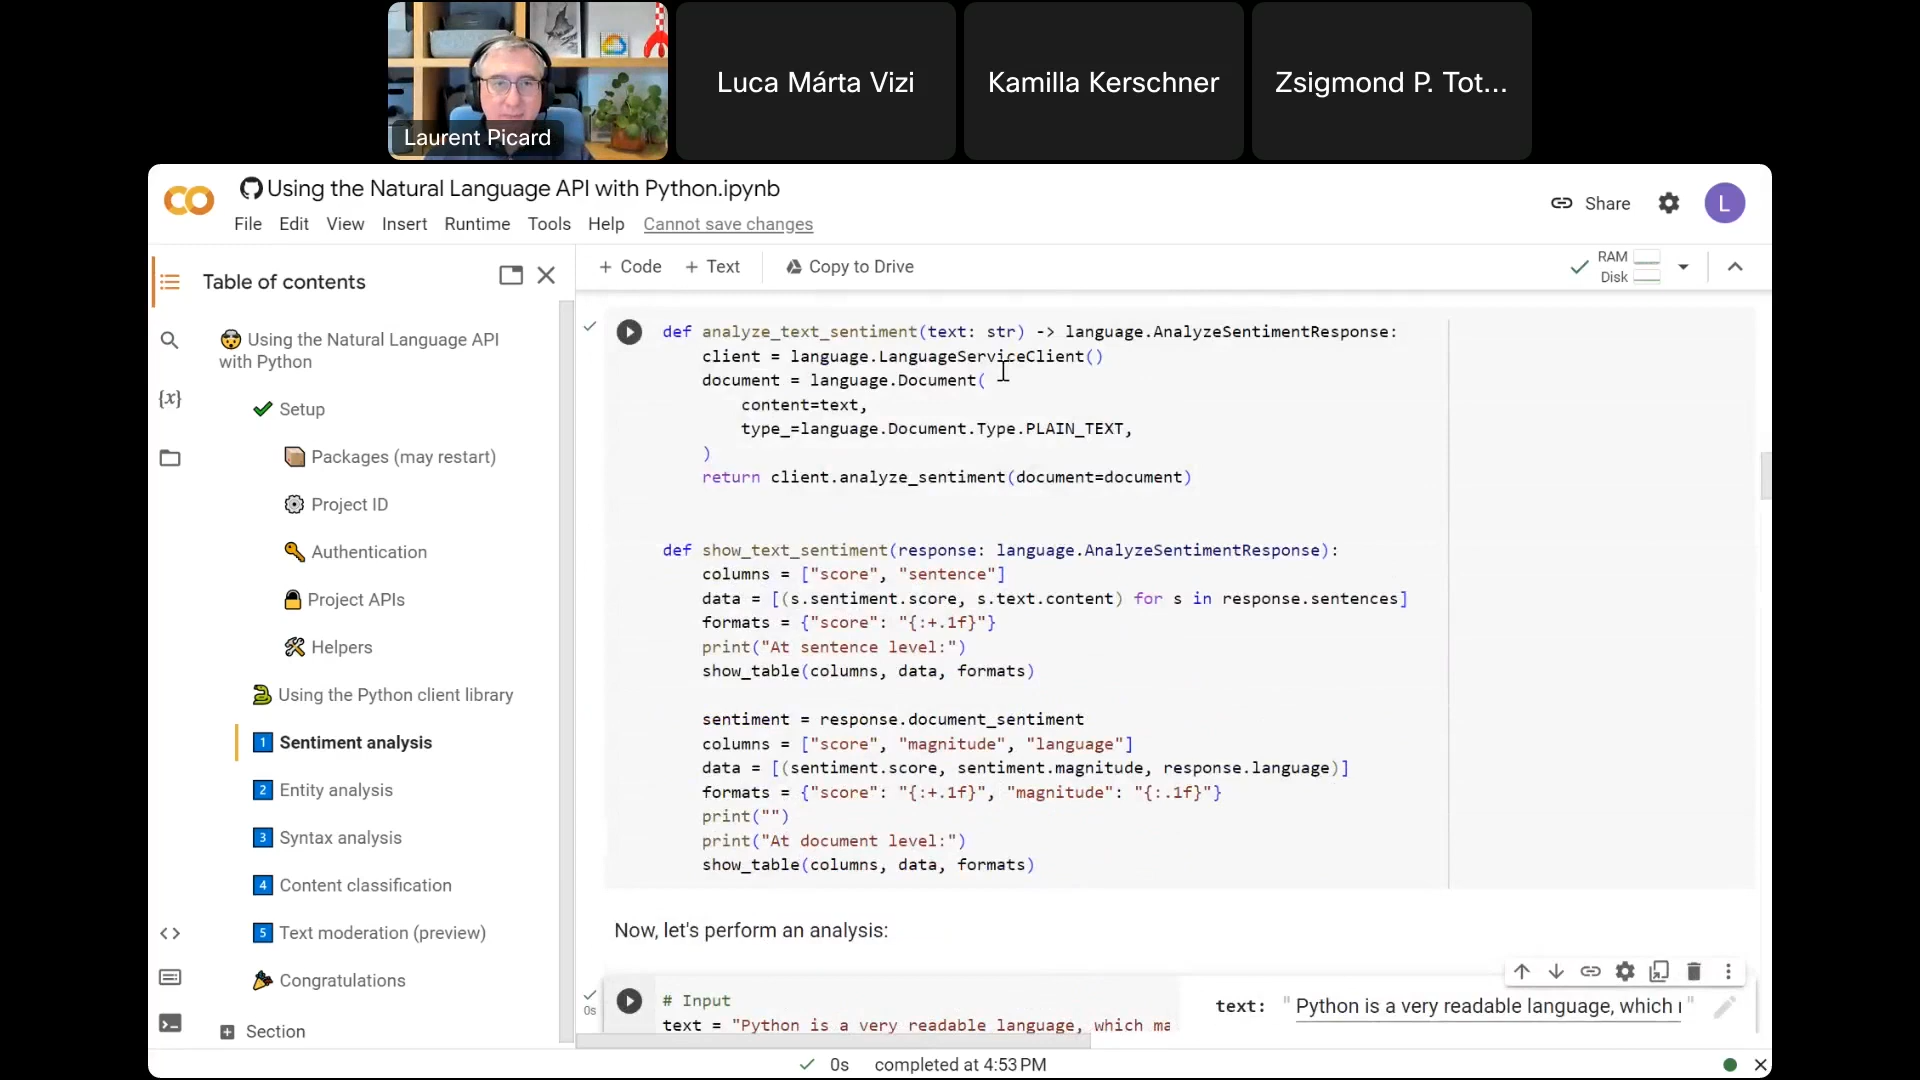 Laurent Picard
Luca Márta Vizi
Kamilla Kerschner
Zsigmond P. Tot...
Using the Natural Language API with Python.ipynb
File Edit View Insert Runtime Tools Help Cannot save changes
Share
L
Table of contents
+ Code + Text Copy to Drive
RAM
Disk
Using the Natural Language API
with Python
Setup
Packages (may restart)
Project ID
Authentication
Project APIs
Helpers
Using the Python client library
1 Sentiment analysis
2 Entity analysis
3 Syntax analysis
4 Content classification
5 Text moderation (preview)
Congratulations
Section
{x}
def analyze_text_sentiment(text: str) -> language.AnalyzeSentimentResponse:
    client = language.LanguageServiceClient()
    document = language.Document(
        content=text,
        type_=language.Document.Type.PLAIN_TEXT,
    )
    return client.analyze_sentiment(document=document)
def show_text_sentiment(response: language.AnalyzeSentimentResponse):
    columns = ["score", "sentence"]
    data = [(s.sentiment.score, s.text.content) for s in response.sentences]
    formats = {"score": "{:+.1f}"}
    print("At sentence level:")
    show_table(columns, data, formats)
    sentiment = response.document_sentiment
    columns = ["score", "magnitude", "language"]
    data = [(sentiment.score, sentiment.magnitude, response.language)]
    formats = {"score": "{:+.1f}", "magnitude": "{:.1f}"}
    print("")
    print("At document level:")
    show_table(columns, data, formats)
Now, let's perform an analysis:
0s
# Input
text = "Python is a very readable language, which ma
text: "Python is a very readable language, which r"
0s completed at 4:53 PM